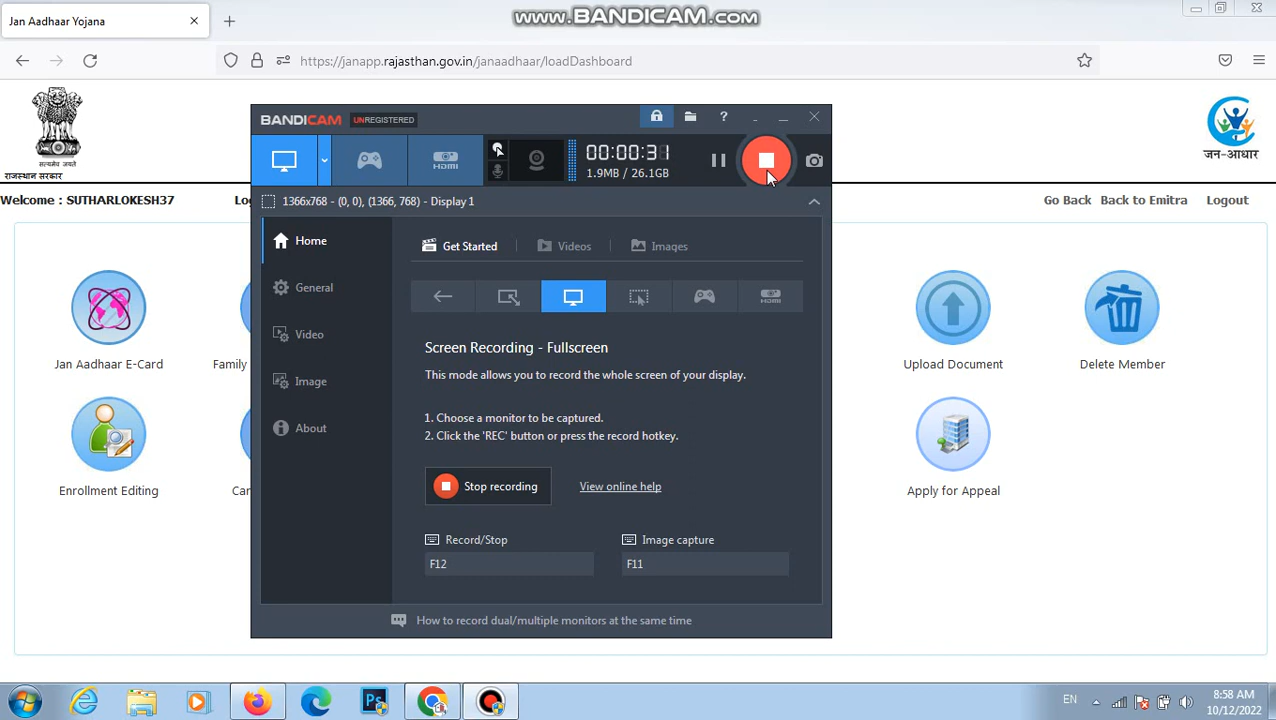 Jan Aadhaar Yojana
www.BANDICAM.com
https://janapp.rajasthan.gov.in/janaadhaar/loadDashboard
सत्यमेव जयते
राजस्थान सरकार
जन-आधार
BANDICAM UNREGISTERED
00:00:31
1.9MB / 26.1GB
HDMI
1366x768 - (0, 0), (1366, 768) - Display 1
Welcome : SUTHARLOKESH37
Go Back Back to Emitra Logout
Home
General
Video
Image
About
Get Started
Videos
Images
HDMI
Screen Recording - Fullscreen
This mode allows you to record the whole screen of your display.
1. Choose a monitor to be captured.
2. Click the 'REC' button or press the record hotkey.
Stop recording
View online help
Record/Stop
F12
Image capture
F11
How to record dual/multiple monitors at the same time
Jan Aadhaar E-Card
Family
Upload Document
Delete Member
Enrollment Editing
Apply for Appeal
Ps
EN
8:58 AM
10/12/2022